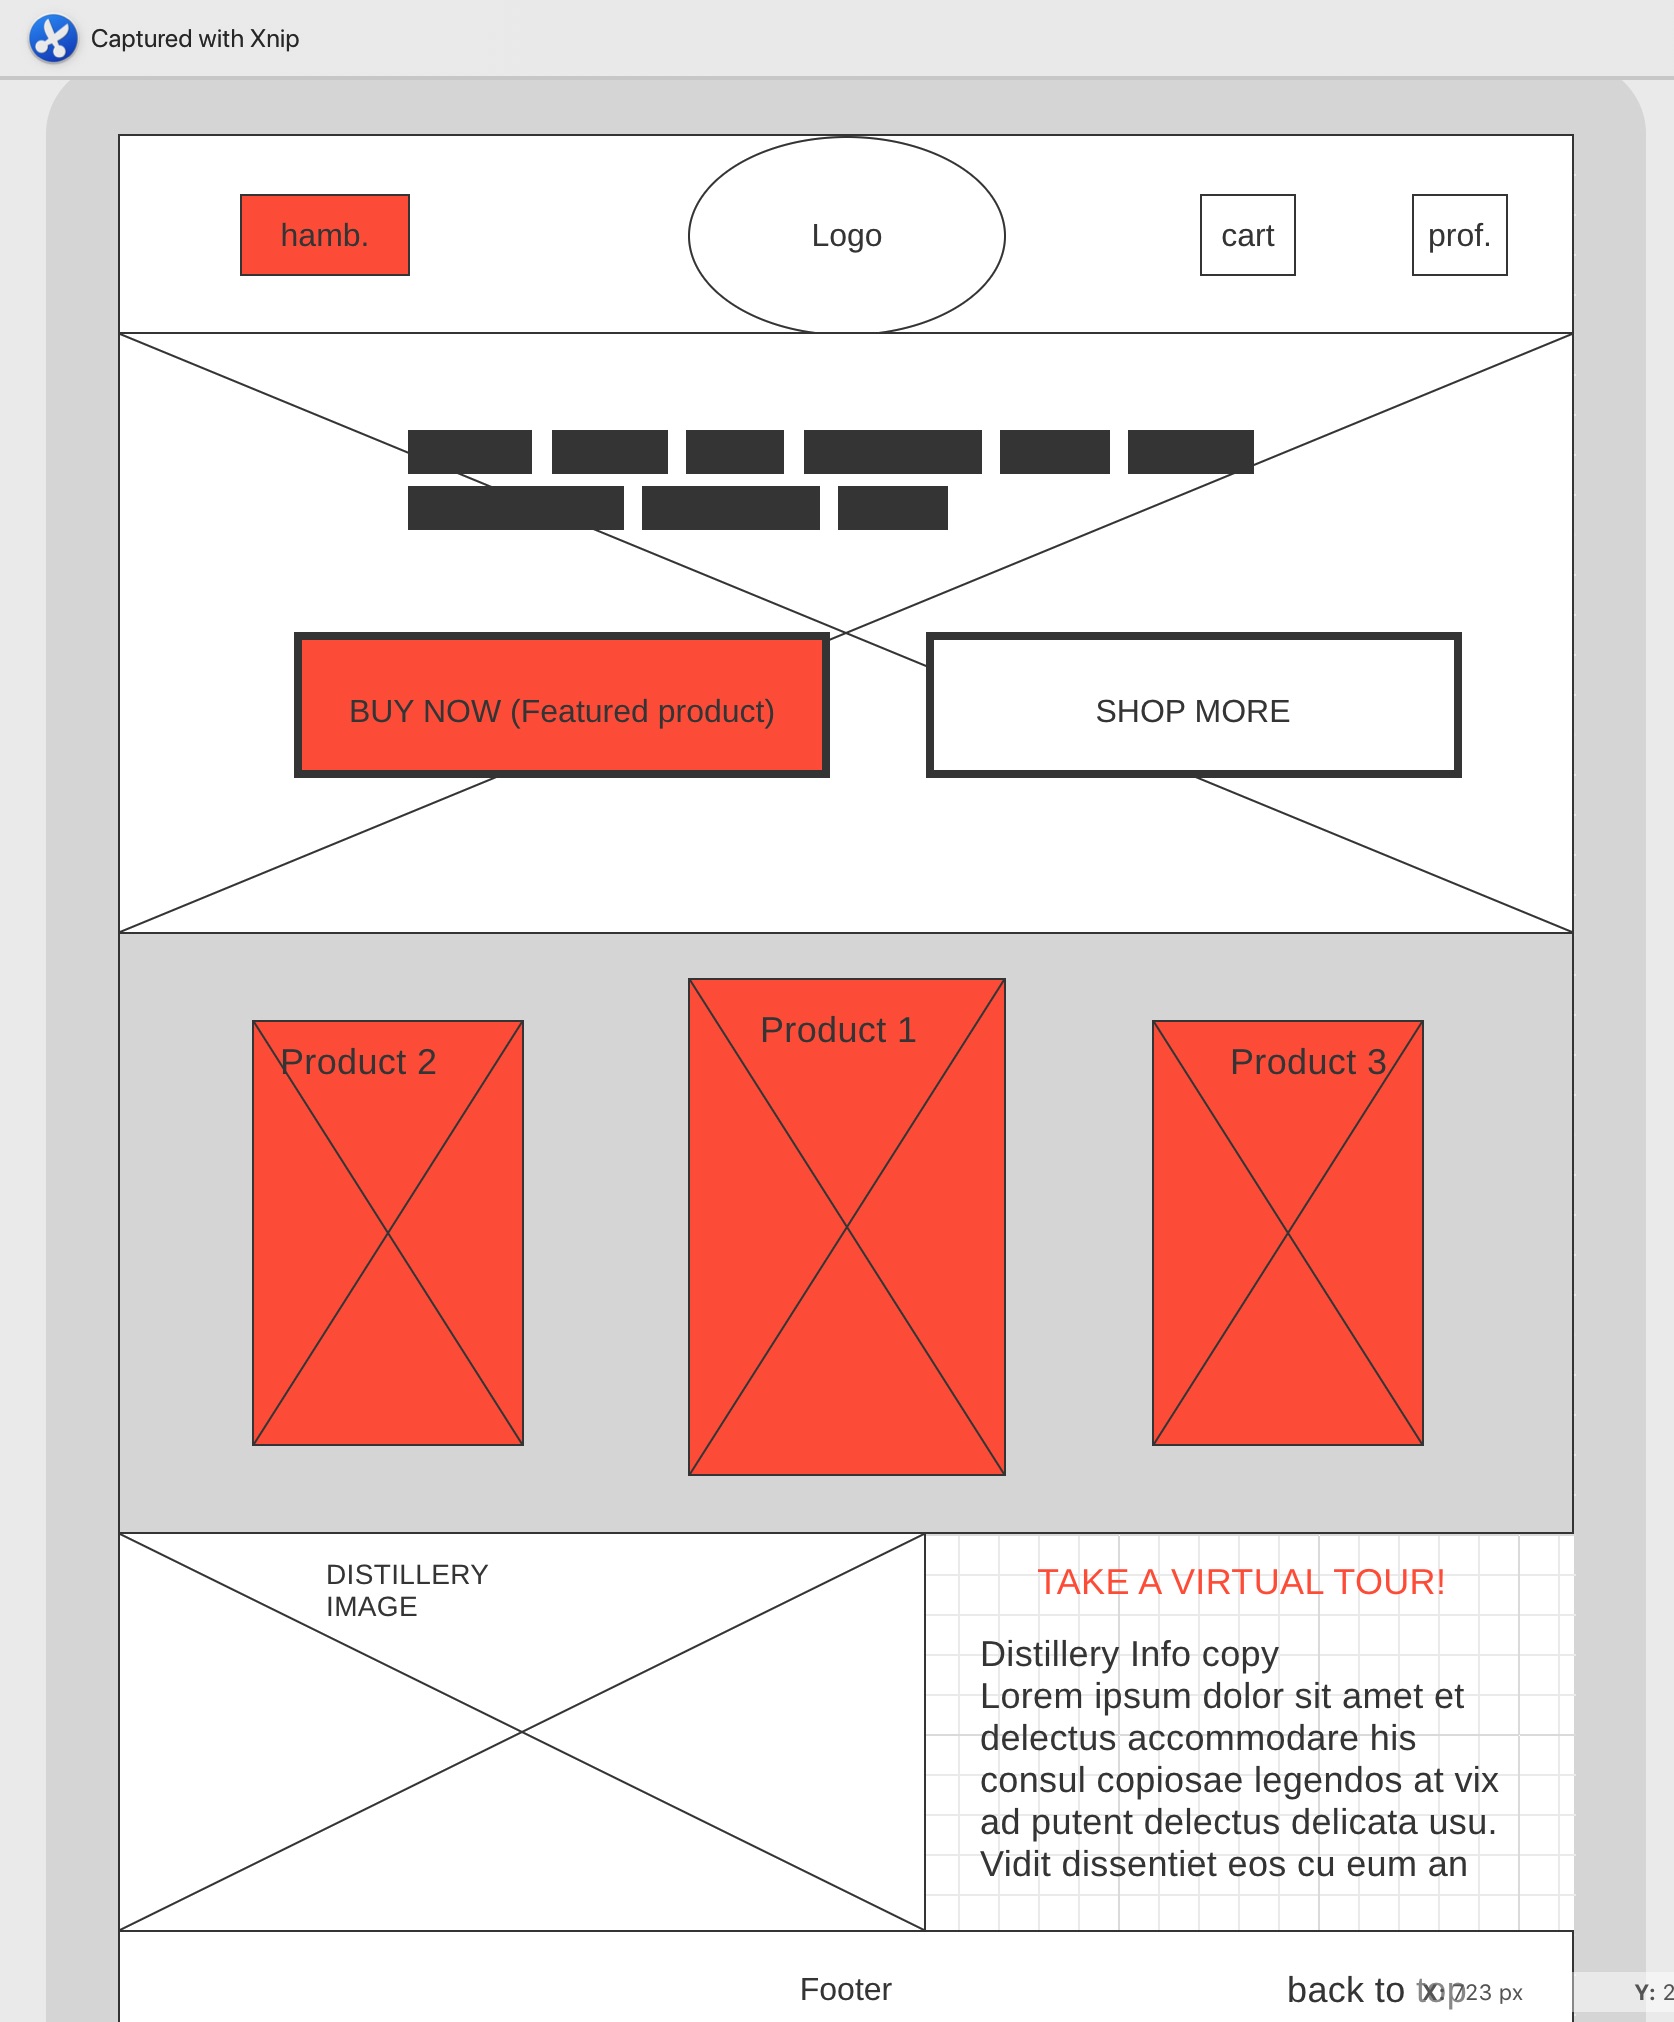 Captured with Xnip
hamb.
Logo
cart
prof.
BUY NOW (Featured product)
SHOP MORE
Product 2
Product 1
Product 3
DISTILLERY
IMAGE
TAKE A VIRTUAL TOUR!
Distillery Info copy
Lorem ipsum dolor sit amet et
delectus accommodare his
consul copiosae legendos at vix
ad putent delectus delicata usu.
Vidit dissentiet eos cu eum an
Footer
back to top
X: 723 px
Y: 2